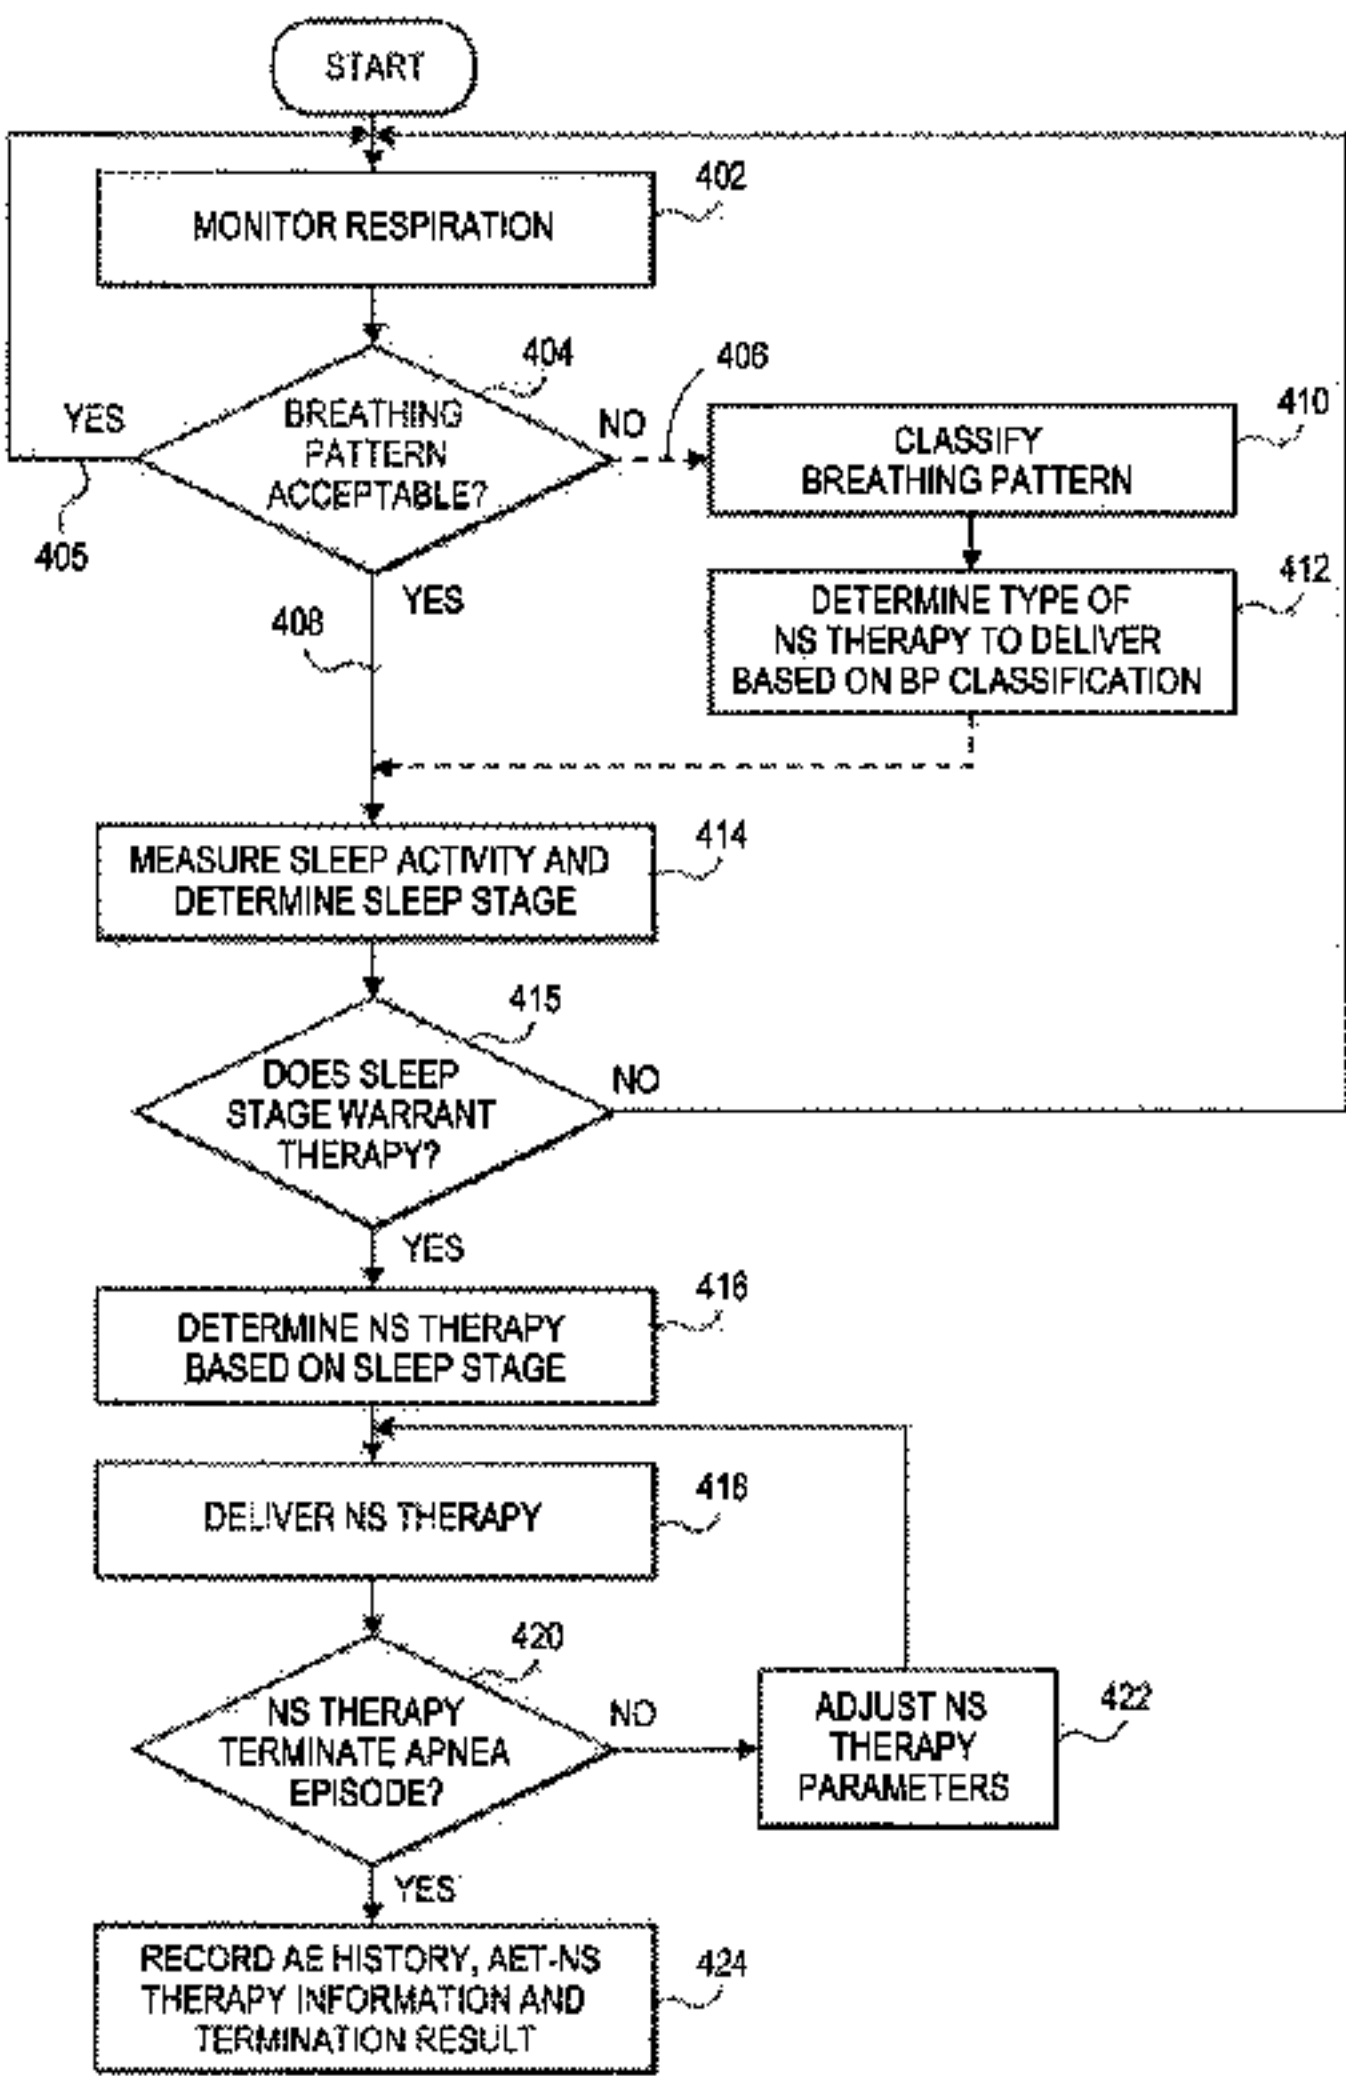 START
MONITOR RESPIRATION
402
BREATHING
PATTERN
ACCEPTABLE?
404
YES
405
NO
406
CLASSIFY
BREATHING PATTERN
410
YES
408
DETERMINE TYPE OF
NS THERAPY TO DELIVER
BASED ON BP CLASSIFICATION
412
MEASURE SLEEP ACTIVITY AND
DETERMINE SLEEP STAGE
414
DOES SLEEP
STAGE WARRANT
THERAPY?
415
NO
YES
DETERMINE NS THERAPY
BASED ON SLEEP STAGE
416
DELIVER NS THERAPY
418
NS THERAPY
TERMINATE APNEA
EPISODE?
420
NO
ADJUST NS
THERAPY
PARAMETERS
422
YES
RECORD AE HISTORY, AET-NS
THERAPY INFORMATION AND
TERMINATION RESULT
424